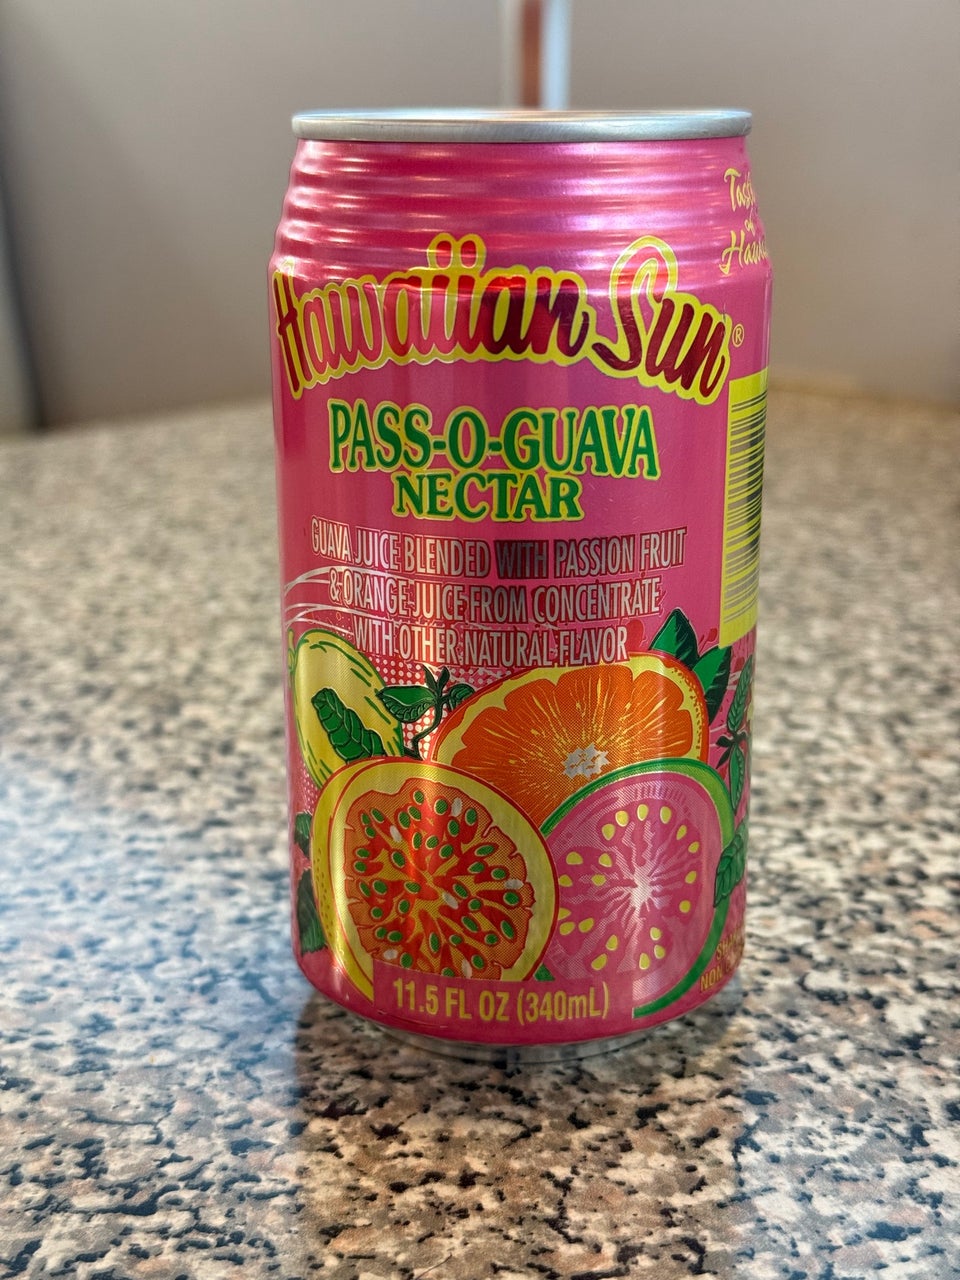 Hawaiian Sun®
PASS-O-GUAVA
NECTAR
GUAVA JUICE BLENDED WITH PASSION FRUIT
& ORANGE JUICE FROM CONCENTRATE
WITH OTHER NATURAL FLAVOR
11.5 FL OZ (340mL)
of